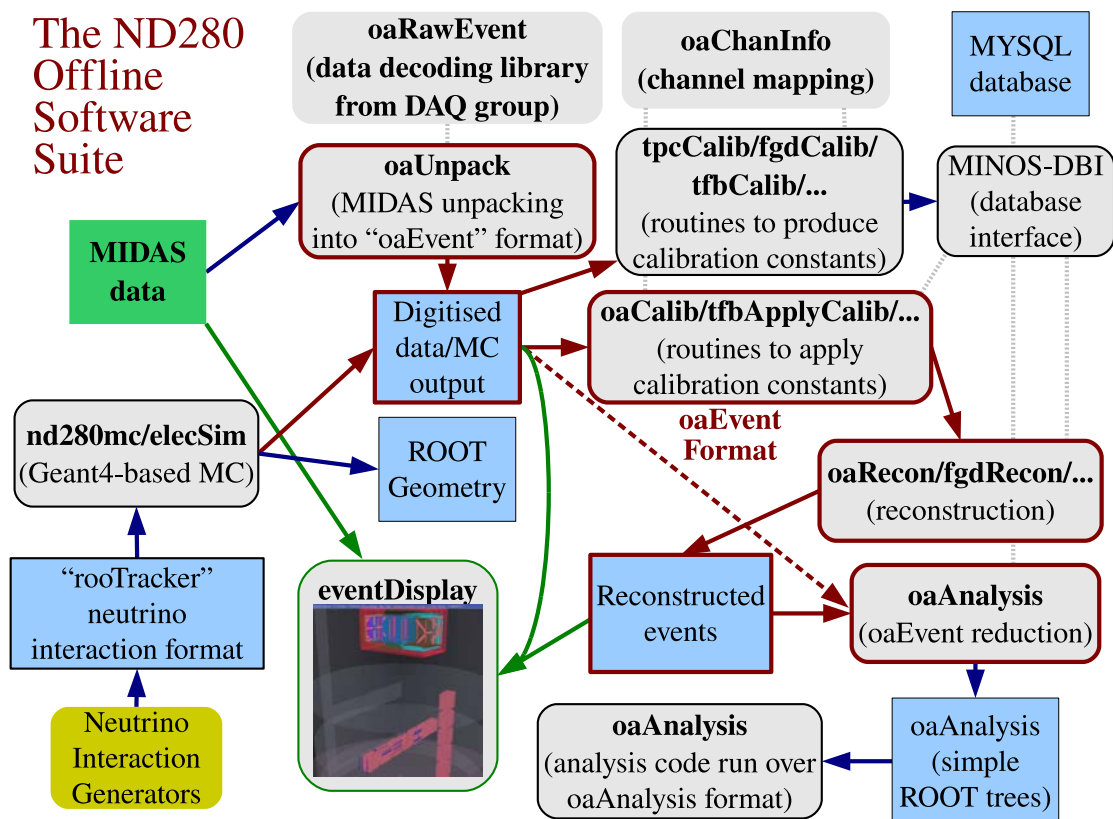 The ND280
Offline
Software
Suite
oaRawEvent
(data decoding library
from DAQ group)
oaChanInfo
(channel mapping)
MYSQL
database
oaUnpack
(MIDAS unpacking
into “oaEvent” format)
tpcCalib/fgdCalib/
tfbCalib/...
(routines to produce
calibration constants)
MINOS-DBI
(database
interface)
MIDAS
data
Digitised
data/MC
output
oaCalib/tfbApplyCalib/...
(routines to apply
calibration constants)
oaEvent
Format
nd280mc/elecSim
(Geant4-based MC)
ROOT
Geometry
oaRecon/fgdRecon/...
(reconstruction)
“rooTracker”
neutrino
interaction format
eventDisplay
Reconstructed
events
oaAnalysis
(oaEvent reduction)
Neutrino
Interaction
Generators
oaAnalysis
(analysis code run over
oaAnalysis format)
oaAnalysis
(simple
ROOT trees)